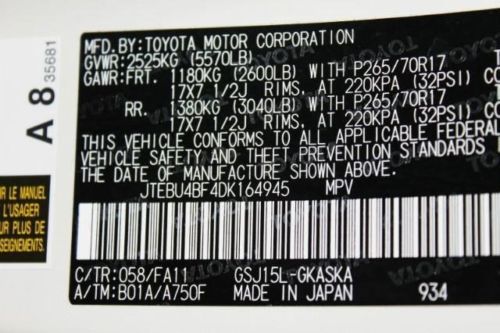 MFD.BY:TOYOTA MOTOR CORPORATION
GVWR:2525KG (5570LB)
GAWR:FRT. 1180KG (2600LB) WITH P265/70R17
17X7 1/2J RIMS, AT 220KPA (32PSI) CO
RR. 1380KG (3040LB) WITH P265/70R17
17X7 1/2J RIMS, AT 220KPA (32PSI) C
THIS VEHICLE CONFORMS TO ALL APPLICABLE FEDERAL
VEHICLE SAFETY AND THEFT PREVENTION STANDARDS
THE DATE OF MANUFACTURE SHOWN ABOVE.
JTEBU4BF4DK164945 MPV
C/TR:058/FA11 GSJ15L-GKASKA
A/TM:B01A/A750F MADE IN JAPAN 934
A 8 35681
R LE MANUEL
L'USAGER
UR PLUS DE
SEIGNEMENTS.